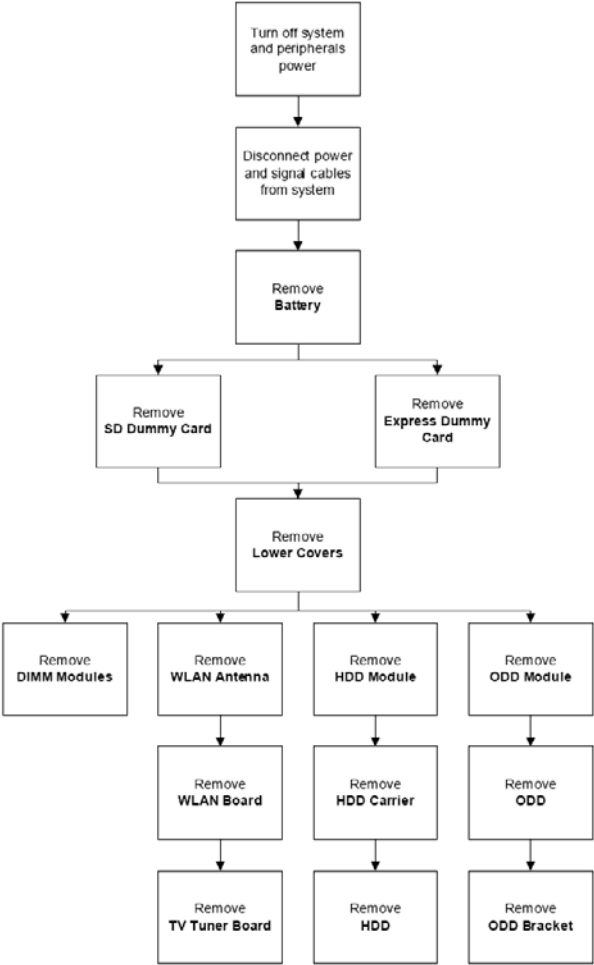 Turn off system
and peripherals
power
Disconnect power
and signal cables
from system
Remove
Battery
Remove
SD Dummy Card
Remove
Express Dummy
Card
Remove
Lower Covers
Remove
DIMM Modules
Remove
WLAN Antenna
Remove
HDD Module
Remove
ODD Module
Remove
WLAN Board
Remove
HDD Carrier
Remove
ODD
Remove
TV Tuner Board
Remove
HDD
Remove
ODD Bracket